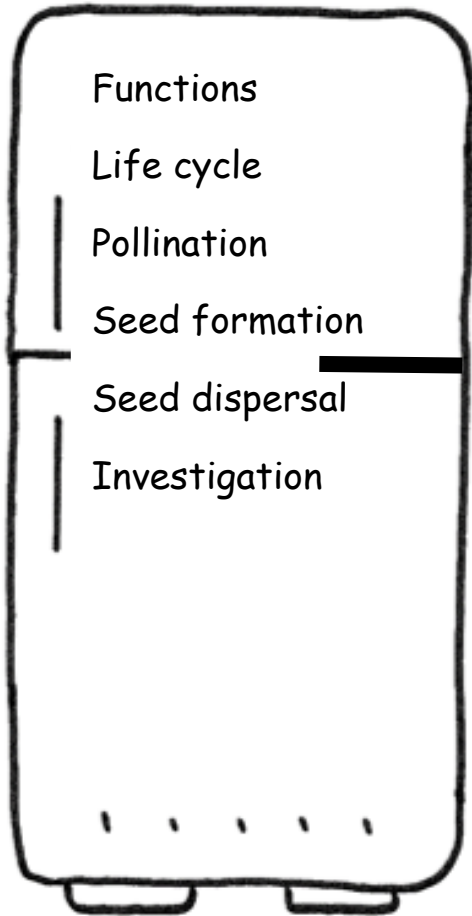 Functions
Life cycle
Pollination
Seed formation
Seed dispersal
Investigation